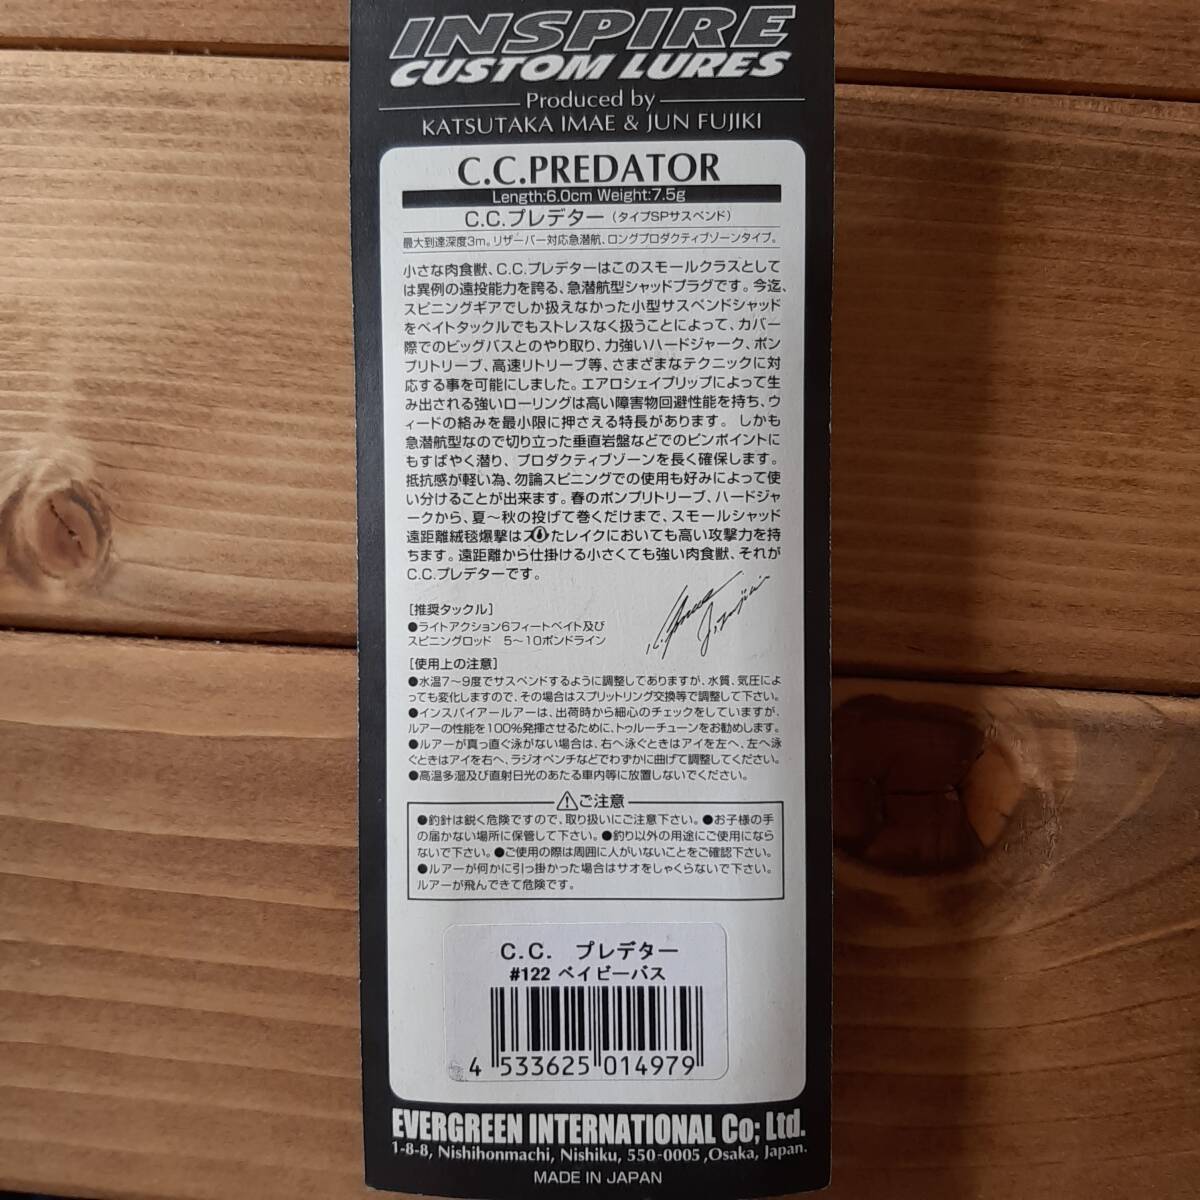 INSPIRE
CUSTOM LURES
Produced by
KATSUTAKA IMAE & JUN FUJIKI
C.C.PREDATOR
Length:6.0cm Weight:7.5g
C.C.プレデター（タイプSPサスペンド）
最大到達深度3m。リザーバー対応急潜航、ロングプロダクティブゾーンタイプ。
小さな肉食獣、C.C.プレデターはこのスモールクラスとして
は異例の遠投能力を誇る、急潜航型シャッドプラグです。今迄、
スピニングギアでしか扱えなかった小型サスペンドシャッド
をベイトタックルでもストレスなく扱うことによって、カバー
際でのビッグバスとのやり取り、力強いハードジャーク、ポン
プリトリーブ、高速リトリーブ等、さまざまなテクニックに対
応する事を可能にしました。エアロシェイプリップによって生
み出される強いローリングは高い障害物回避性能を持ち、ウ
ィードの絡みを最小限に押さえる特長があります。しかも
急潜航型なので切り立った垂直岩盤などでのピンポイントに
もすばやく潜り、プロダクティブゾーンを長く確保します。
抵抗感が軽い為、勿論スピニングでの使用も好みによって使
い分けることが出来ます。春のポンプリトリーブ、ハードジャ
ークから、夏〜秋の投げて巻くだけまで、スモールシャッド
遠距離絨毯爆撃はスれたレイクにおいても高い攻撃力を持
ちます。遠距離から仕掛ける小さくても強い肉食獣、それが
C.C.プレデターです。
[推奨タックル]
●ライトアクション6フィートベイト及び
スピニングロッド 5〜10ポンドライン
[使用上の注意]
●水温7〜9度でサスペンドするように調整してありますが、水質、気圧によ
っても変化しますので、その場合はスプリットリング交換等で調整して下さい。
●インスパイアールアーは、出荷時から細心のチェックをしていますが、
ルアーの性能を100%発揮させるために、トゥルーチューンをお勧めします。
●ルアーが真っ直ぐ泳がない場合は、右へ泳ぐときはアイを左へ、左へ泳
ぐときはアイを右へ、ラジオペンチなどでわずかに曲げて調整してください。
●高温多湿及び直射日光のあたる車内等に放置しないでください。
ご注意
●釣針は鋭く危険ですので、取り扱いにご注意下さい。●お子様の手
の届かない場所に保管して下さい。●釣り以外の用途にご使用になら
ないで下さい。●ご使用の際は周囲に人がいないことをご確認下さい。
●ルアーが何かに引っ掛かった場合はサオをしゃくらないで下さい。
ルアーが飛んできて危険です。
C.C. プレデター
#122 ベイビーバス
4 533625 014979
EVERGREEN INTERNATIONAL Co; Ltd.
1-8-8, Nishihonmachi, Nishiku, 550-0005 ,Osaka, Japan.
MADE IN JAPAN